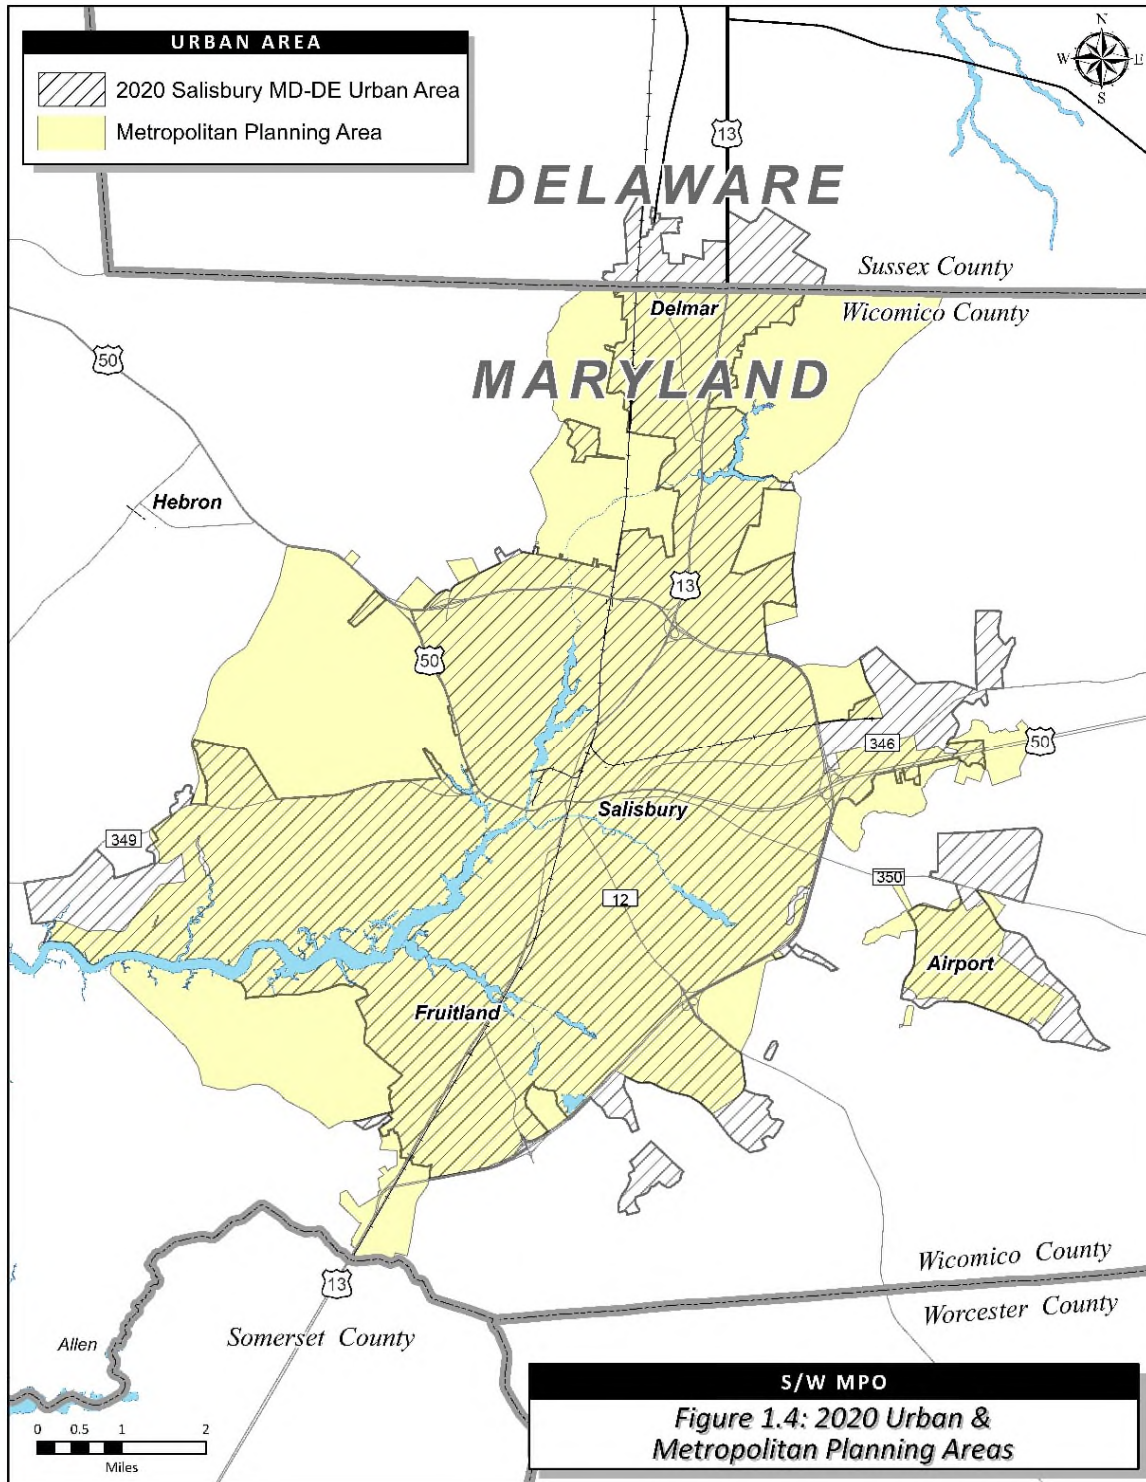 URBAN AREA
2020 Salisbury MD-DE Urban Area
Metropolitan Planning Area
N
W E
S
13
DELAWARE
Sussex County
Delmar
Wicomico County
50
MARYLAND
Hebron
13
50
346
50
Salisbury
349
350
12
Airport
Fruitland
Wicomico County
13
Worcester County
Somerset County
Allen
S/W MPO
Figure 1.4: 2020 Urban &
Metropolitan Planning Areas
0 0.5 1 2
Miles